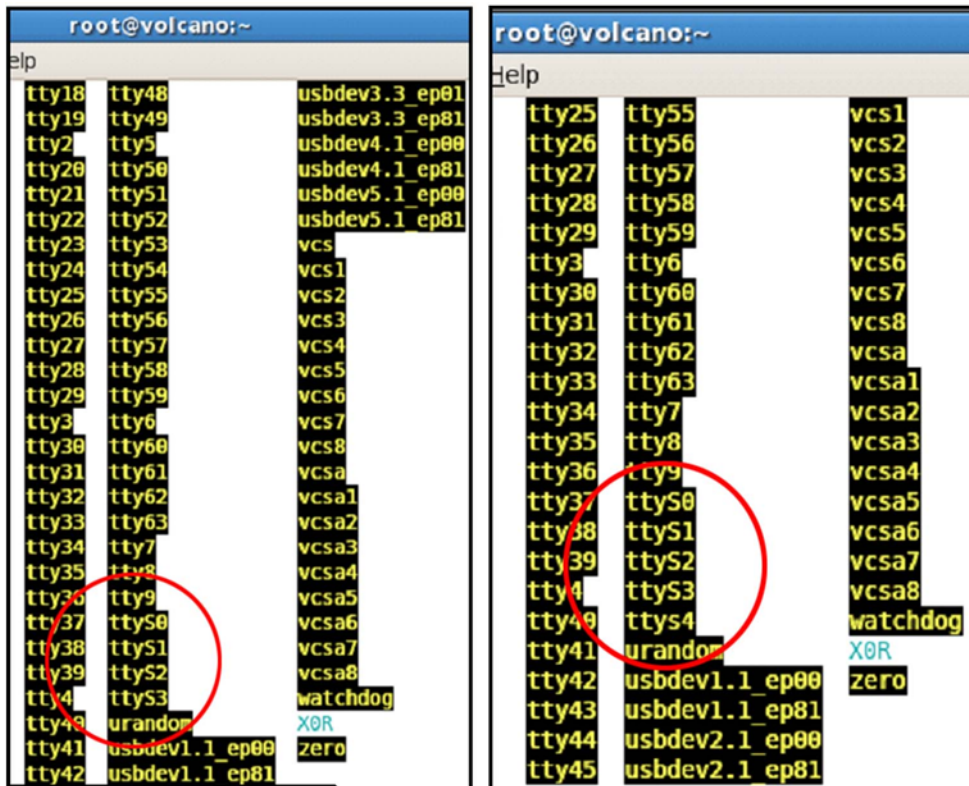 root@volcano:~
elp
tty18 tty48 usbdev3.3_ep01
tty19 tty49 usbdev3.3_ep81
tty2 tty5 usbdev4.1_ep00
tty20 tty50 usbdev4.1_ep81
tty21 tty51 usbdev5.1_ep00
tty22 tty52 usbdev5.1_ep81
tty23 tty53 vcs
tty24 tty54 vcs1
tty25 tty55 vcs2
tty26 tty56 vcs3
tty27 tty57 vcs4
tty28 tty58 vcs5
tty29 tty59 vcs6
tty3 tty6 vcs7
tty30 tty60 vcs8
tty31 tty61 vcsa
tty32 tty62 vcsa1
tty33 tty63 vcsa2
tty34 tty7 vcsa3
tty35 tty8 vcsa4
tty36 tty9 vcsa5
tty37 ttyS0 vcsa6
tty38 ttyS1 vcsa7
tty39 ttyS2 vcsa8
tty4 ttyS3 watchdog
tty40 urandom X0R
tty41 usbdev1.1_ep00 zero
tty42 usbdev1.1_ep81
root@volcano:~
Help
tty25 tty55 vcs1
tty26 tty56 vcs2
tty27 tty57 vcs3
tty28 tty58 vcs4
tty29 tty59 vcs5
tty3 tty6 vcs6
tty30 tty60 vcs7
tty31 tty61 vcs8
tty32 tty62 vcsa
tty33 tty63 vcsa1
tty34 tty7 vcsa2
tty35 tty8 vcsa3
tty36 tty9 vcsa4
tty37 ttyS0 vcsa5
tty38 ttyS1 vcsa6
tty39 ttyS2 vcsa7
tty4 ttyS3 vcsa8
tty40 ttys4 watchdog
tty41 urandom X0R
tty42 usbdev1.1_ep00 zero
tty43 usbdev1.1_ep81
tty44 usbdev2.1_ep00
tty45 usbdev2.1_ep81